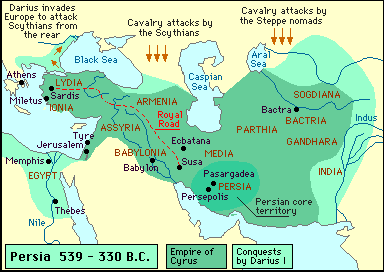 Darius invades
Europe to attack
Scythians from
the rear
Cavalry attacks by
the Scythians
Cavalry attacks by
the Steppe nomads
Black Sea
Aral
Sea
Caspian
Sea
Athens
LYDIA
Sardis
Miletus
IONIA
ARMENIA
Royal
Road
SOGDIANA
Bactra
BACTRIA
Indus
ASSYRIA
PARTHIA
GANDHARA
Tyre
Jerusalem
Ecbatana
MEDIA
BABYLONIA
Babylon
Susa
INDIA
Memphis
EGYPT
Pasargadea
PERSIA
Persepolis
Persian core
territory
Thebes
Nile
Persia 539 - 330 B.C.
Empire of
Cyrus
Conquests
by Darius I